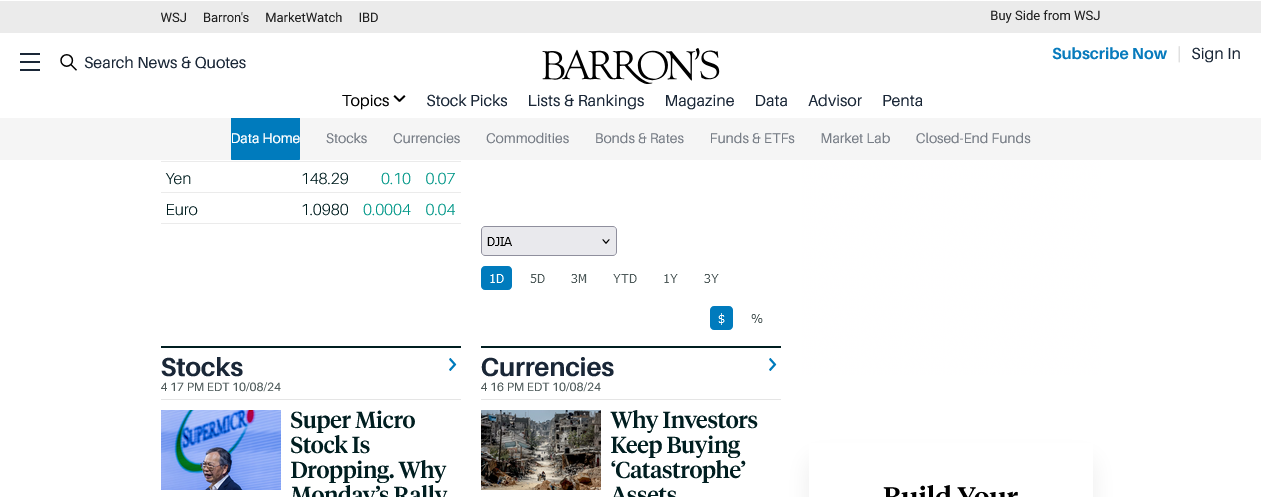 WSJ Barron's MarketWatch IBD Buy Side from WSJ
Search News & Quotes BARRON'S Subscribe Now | Sign In
Topics Stock Picks Lists & Rankings Magazine Data Advisor Penta
Data Home Stocks Currencies Commodities Bonds & Rates Funds & ETFs Market Lab Closed-End Funds
Yen 148.29 0.10 0.07
Euro 1.0980 0.0004 0.04
DJIA
1D 5D 3M YTD 1Y 3Y
$ %
Stocks
4 17 PM EDT 10/08/24
SUPERMICR
Super Micro
Stock Is
Dropping. Why
Monday's Rally
Currencies
4 16 PM EDT 10/08/24
Why Investors
Keep Buying
‘Catastrophe’
Assets
Build Your